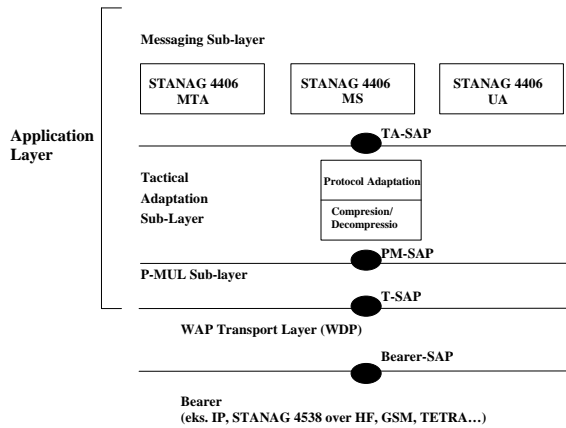 Messaging Sub-layer
STANAG 4406
MTA
STANAG 4406
MS
STANAG 4406
UA
Application
Layer
TA-SAP
Tactical
Adaptation
Sub-Layer
Protocol Adaptation
Compresion/
Decompressio
PM-SAP
P-MUL Sub-layer
T-SAP
WAP Transport Layer (WDP)
Bearer-SAP
Bearer
(eks. IP, STANAG 4538 over HF, GSM, TETRA…)